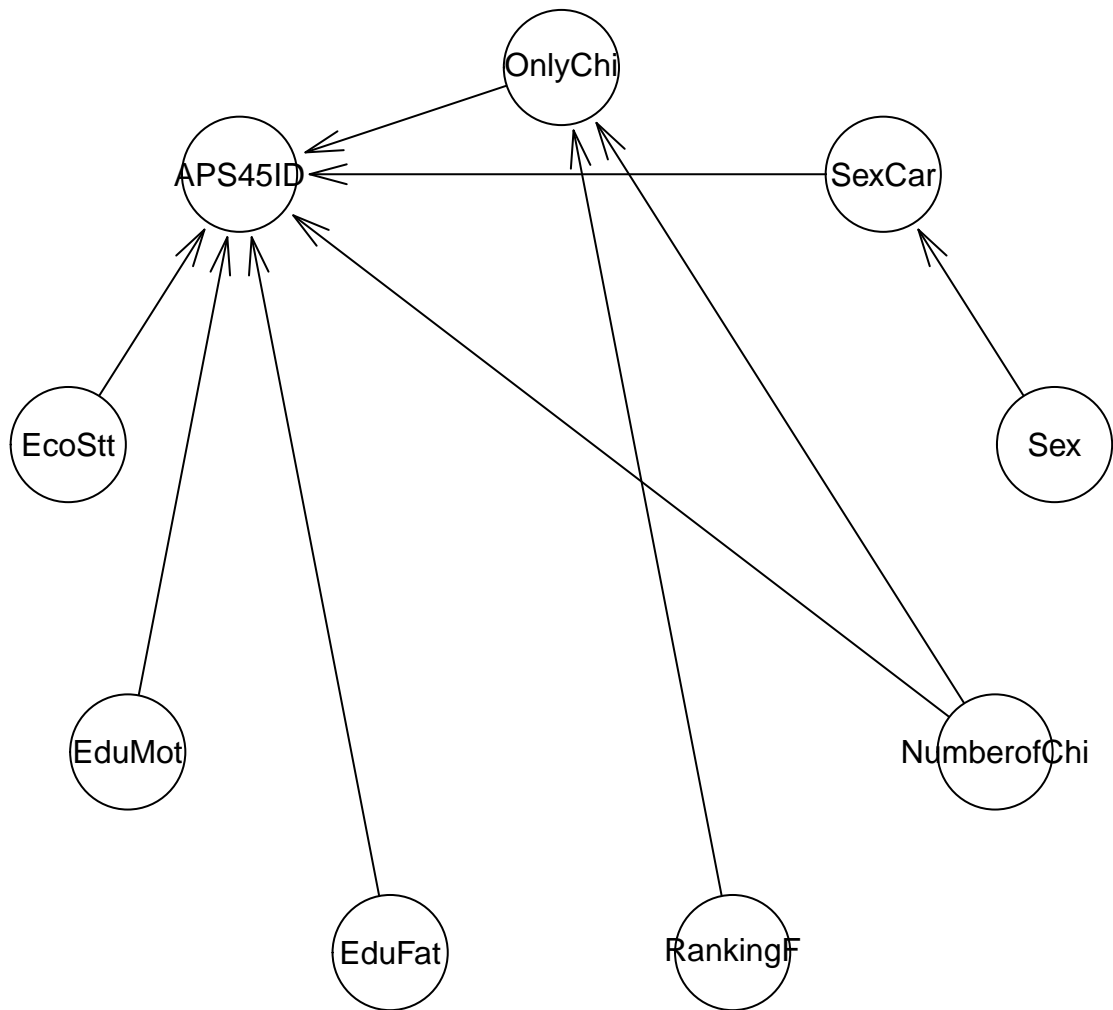 OnlyChi
APS45ID
SexCar
EcoStt
Sex
EduMot
NumberofChi
EduFat
RankingF